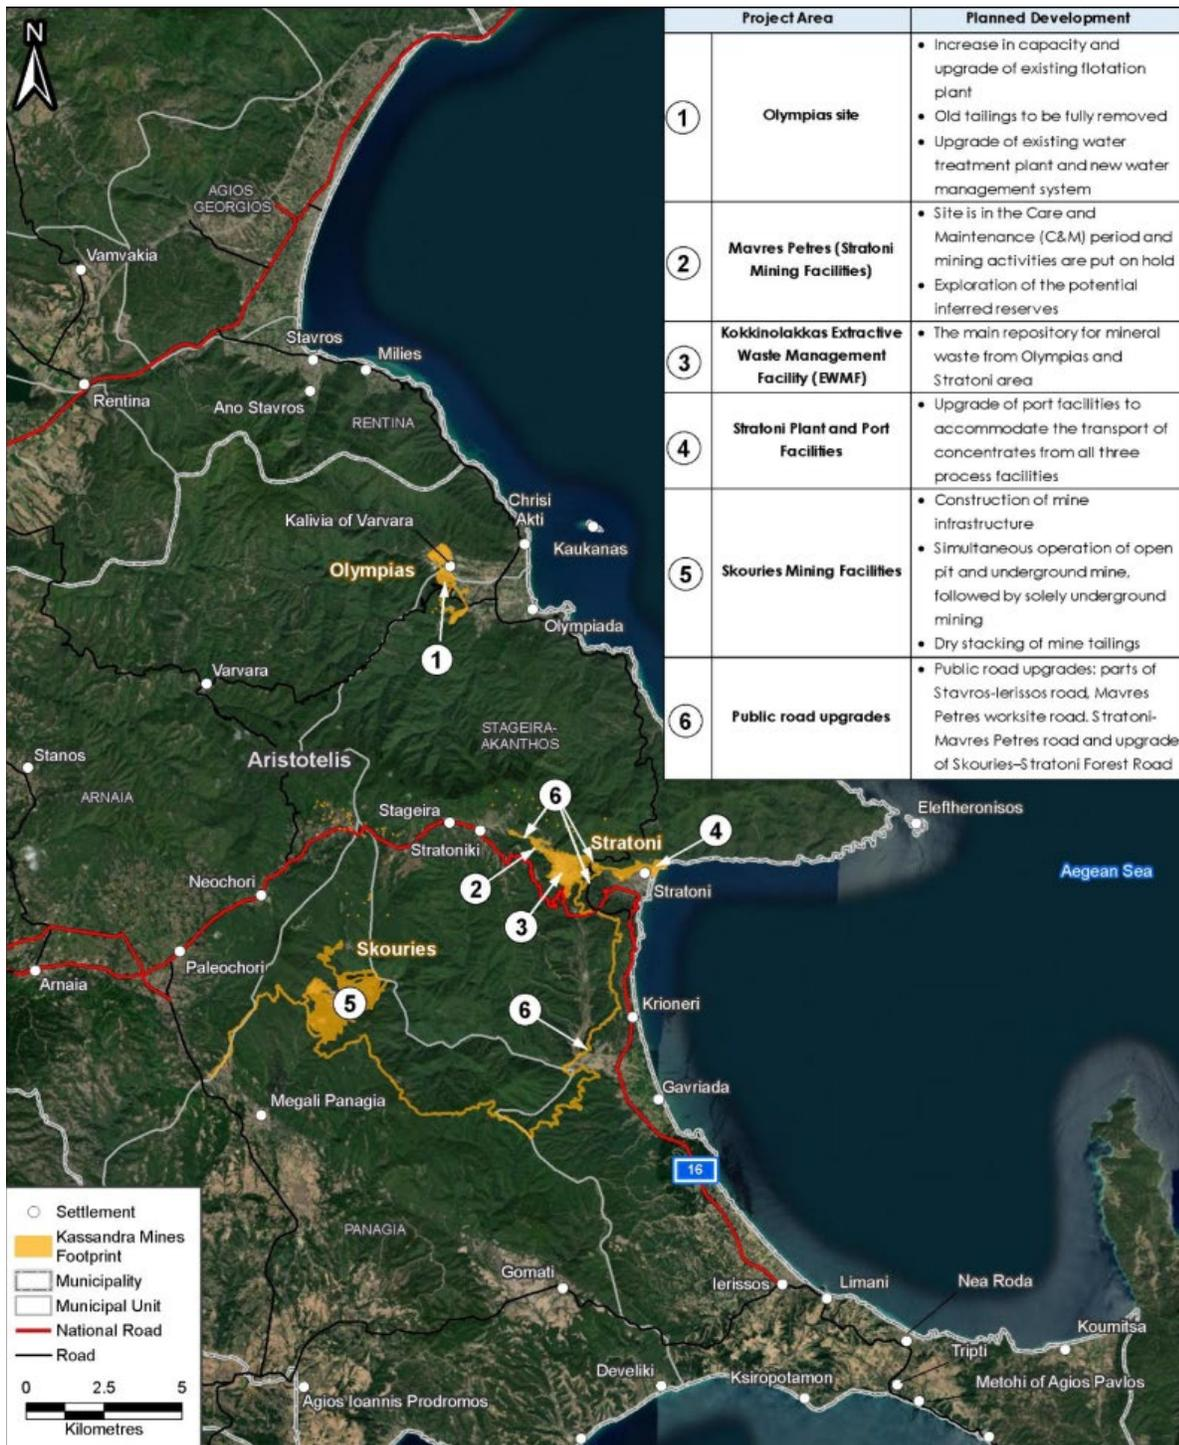 N
Project Area
Planned Development
1
Olympias site
• Increase in capacity and
upgrade of existing flotation
plant
• Old tailings to be fully removed
• Upgrade of existing water
treatment plant and new water
management system
2
Mavres Petres (Stratoni
Mining Facilities)
• Site is in the Care and
Maintenance (C&M) period and
mining activities are put on hold
• Exploration of the potential
inferred reserves
3
Kokkinolakkas Extractive
Waste Management
Facility (EWMF)
• The main repository for mineral
waste from Olympias and
Stratoni area
4
Stratoni Plant and Port
Facilities
• Upgrade of port facilities to
accommodate the transport of
concentrates from all three
process facilities
5
Skouries Mining Facilities
• Construction of mine
infrastructure
• Simultaneous operation of open
pit and underground mine,
followed by solely underground
mining
• Dry stacking of mine tailings
6
Public road upgrades
• Public road upgrades: parts of
Stavros-Ierissos road, Mavres
Petres worksite road. Stratoni-
Mavres Petres road and upgrade
of Skouries–Stratoni Forest Road
AGIOS
GEORGIOS
Vamvakia
Stavros
Milies
Rentina
Ano Stavros
RENTINA
Chrisi
Akti
Kalivia of Varvara
Kaukanas
Olympias
Olympiada
1
Varvara
STAGEIRA-
AKANTHOS
Stanos
Aristotelis
ARNAIA
6
Eleftheronisos
Stageira
Stratoni
4
Stratoniki
Aegean Sea
Neochori
2
Stratoni
3
Skouries
Paleochori
Arnaia
5
6
Krioneri
Gavriada
Megali Panagia
16
PANAGIA
Gomati
Ierissos
Limani
Nea Roda
Koumitsa
Tripti
Develiki
Ksiropotamon
Metohi of Agios Pavlos
Agios Ioannis Prodromos
Settlement
Kassandra Mines
Footprint
Municipality
Municipal Unit
National Road
Road
0 2.5 5
Kilometres